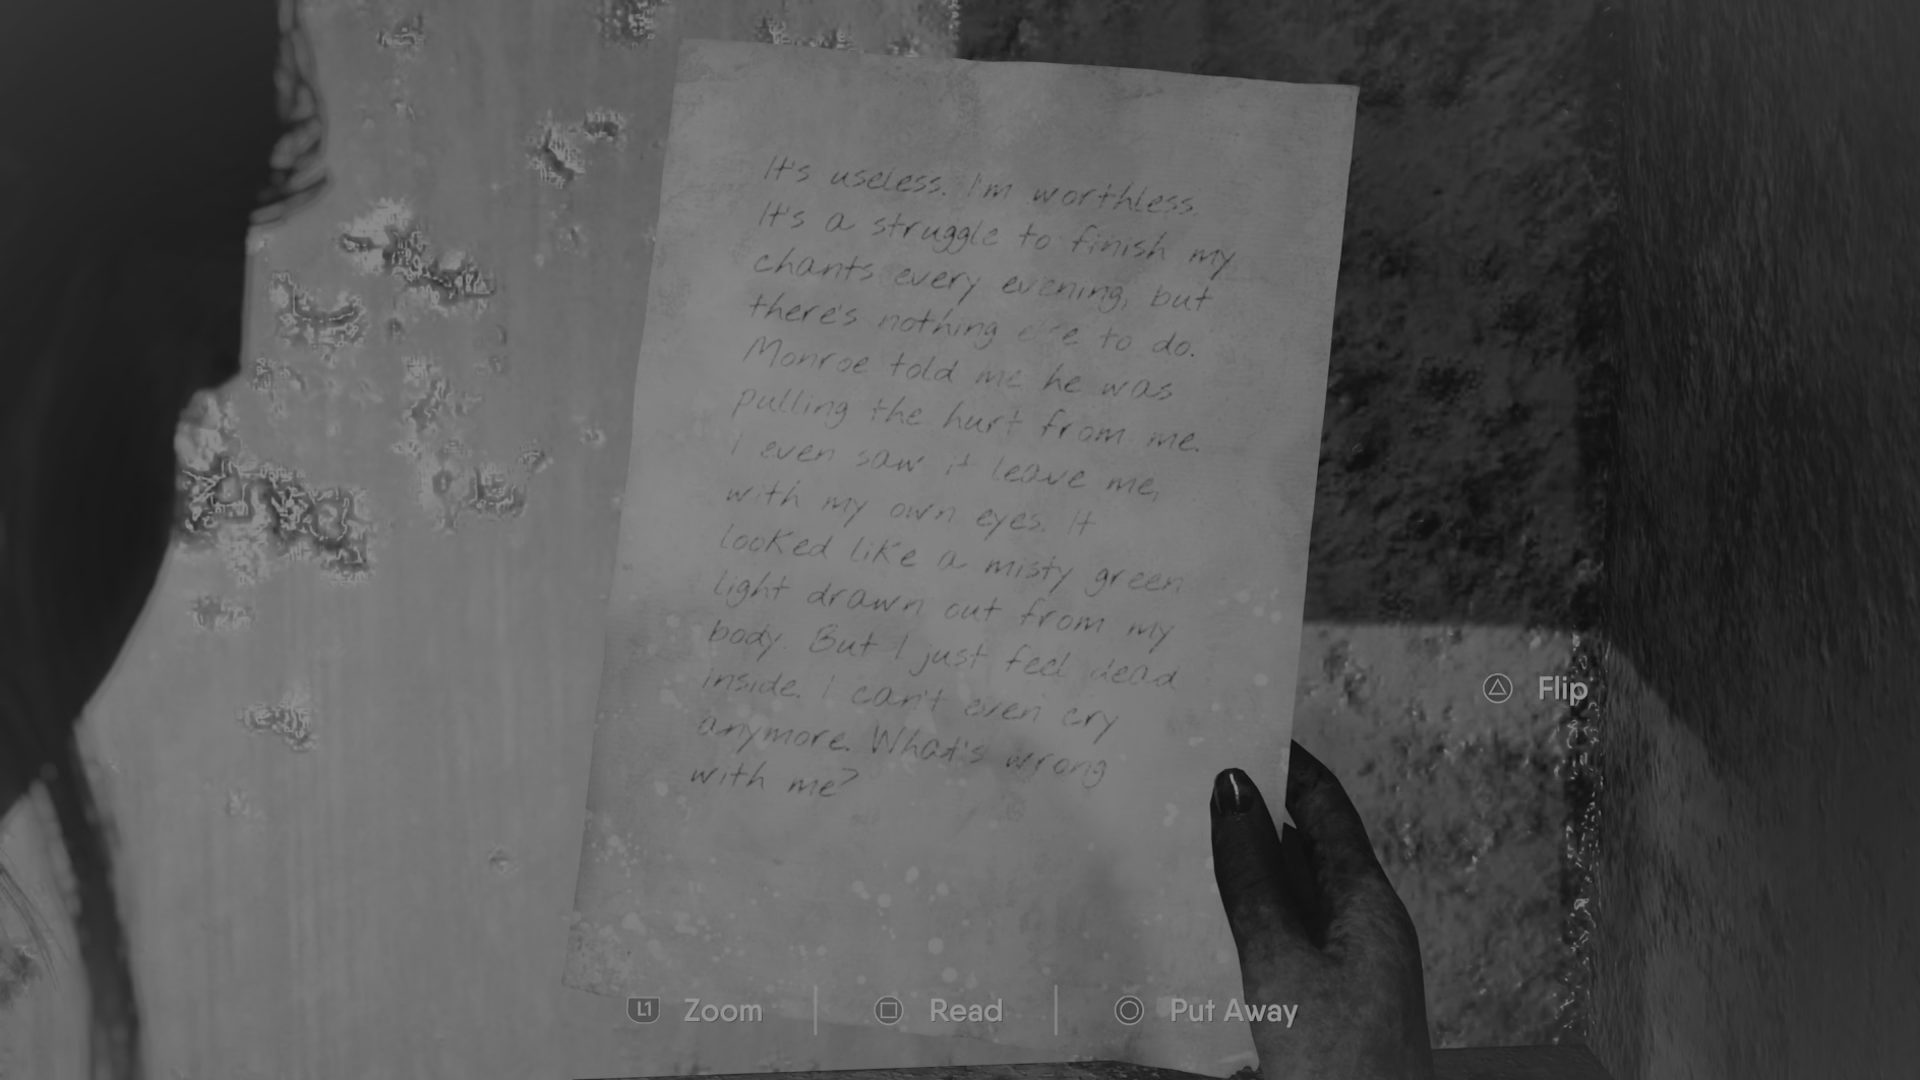 It's useless. I'm worthless.
It's a struggle to finish my
chants every evening, but
there's nothing else to do.
Monroe told me he was
pulling the hurt from me.
I even saw it leave me,
with my own eyes. It
looked like a misty green
light drawn out from my
body. But I just feel dead
inside. I can't even cry
anymore. What's wrong
with me?
Flip
L1 Zoom
Read
Put Away